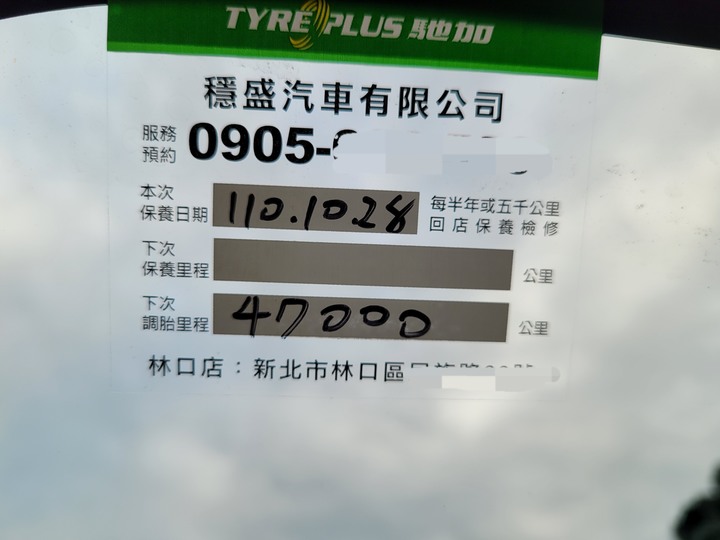 TYREPLUS 馳加
穩盛汽車有限公司
服務
預約 0905-
本次
保養日期 110.1028 每半年或五千公里
回店保養檢修
下次
保養里程 公里
下次
調胎里程 47000 公里
林口店：新北市林口區